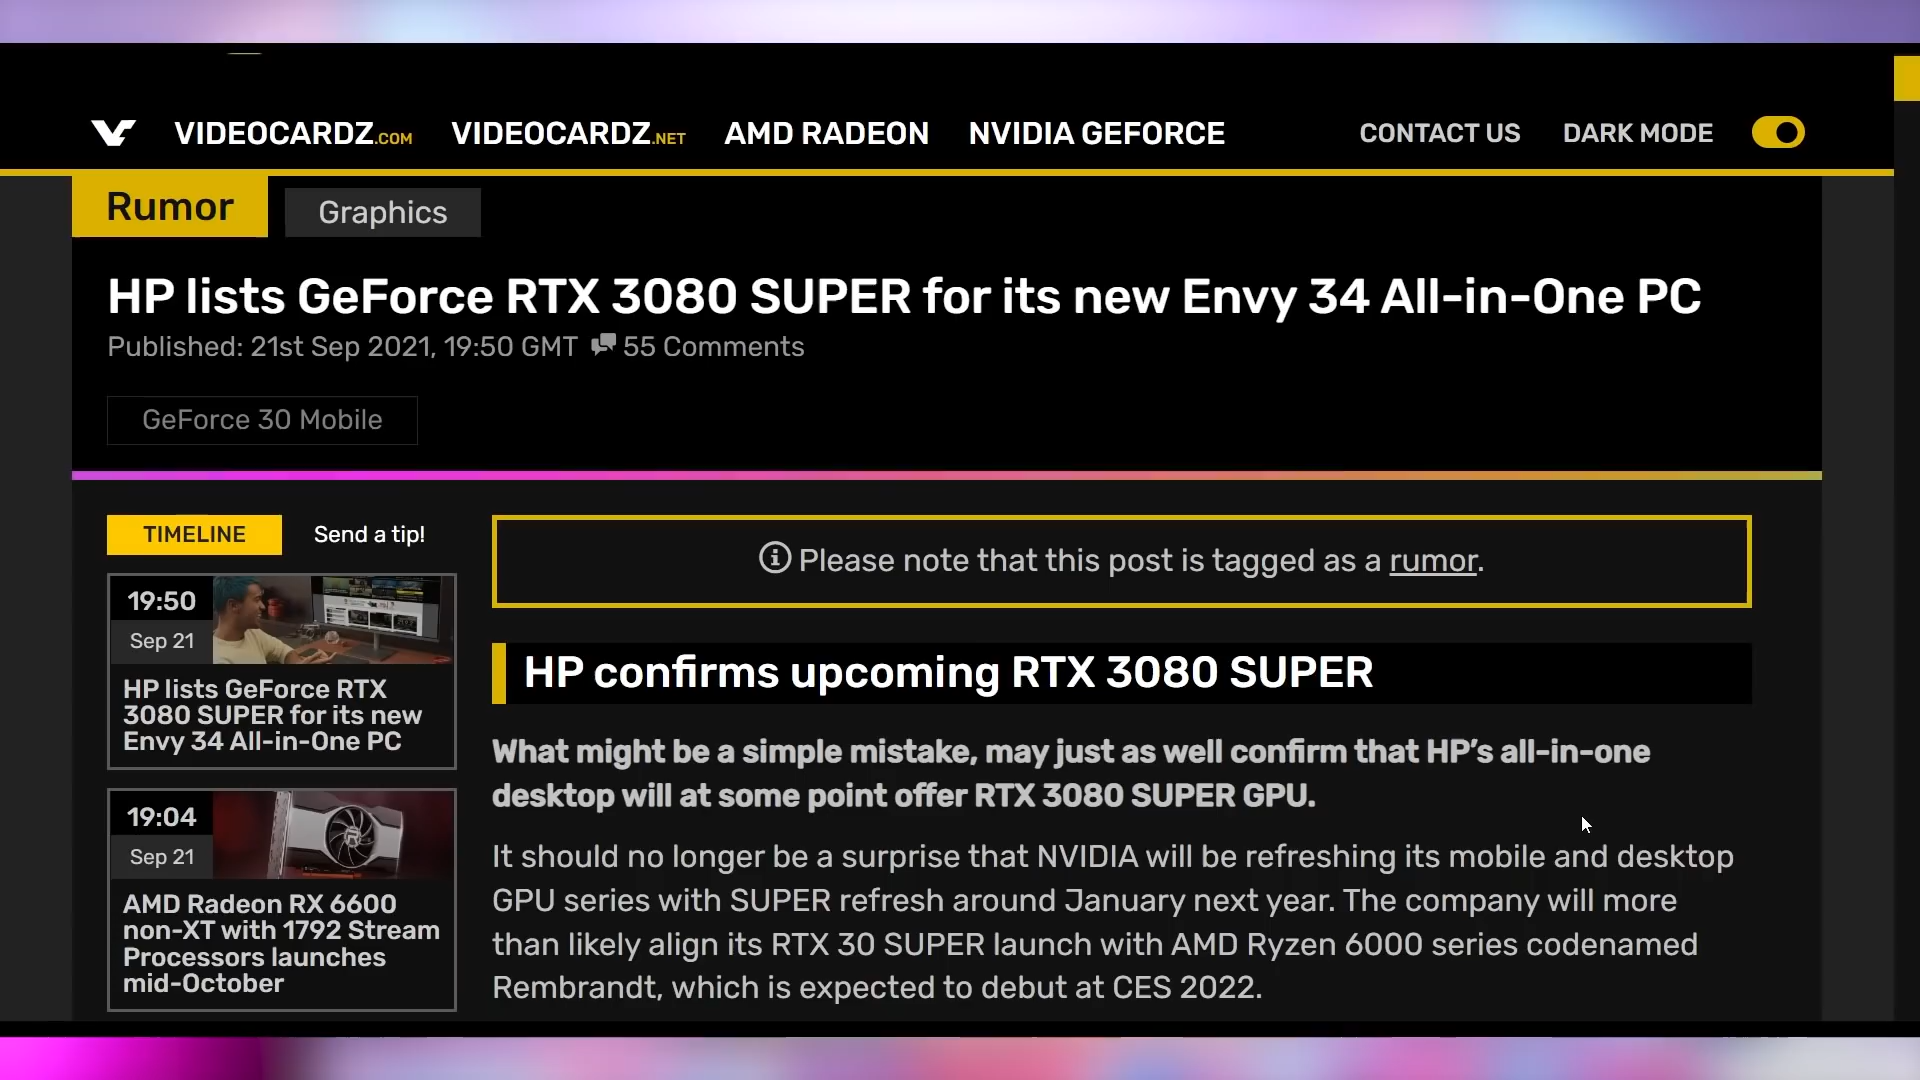 VIDEOCARDZ.COM VIDEOCARDZ.NET AMD RADEON NVIDIA GEFORCE CONTACT US DARK MODE
Rumor Graphics
HP lists GeForce RTX 3080 SUPER for its new Envy 34 All-in-One PC
Published: 21st Sep 2021, 19:50 GMT 55 Comments
GeForce 30 Mobile
TIMELINE Send a tip!
19:50
Sep 21
HP lists GeForce RTX
3080 SUPER for its new
Envy 34 All-in-One PC
19:04
Sep 21
AMD Radeon RX 6600
non-XT with 1792 Stream
Processors launches
mid-October
Please note that this post is tagged as a rumor.
HP confirms upcoming RTX 3080 SUPER
What might be a simple mistake, may just as well confirm that HP’s all-in-one
desktop will at some point offer RTX 3080 SUPER GPU.
It should no longer be a surprise that NVIDIA will be refreshing its mobile and desktop
GPU series with SUPER refresh around January next year. The company will more
than likely align its RTX 30 SUPER launch with AMD Ryzen 6000 series codenamed
Rembrandt, which is expected to debut at CES 2022.